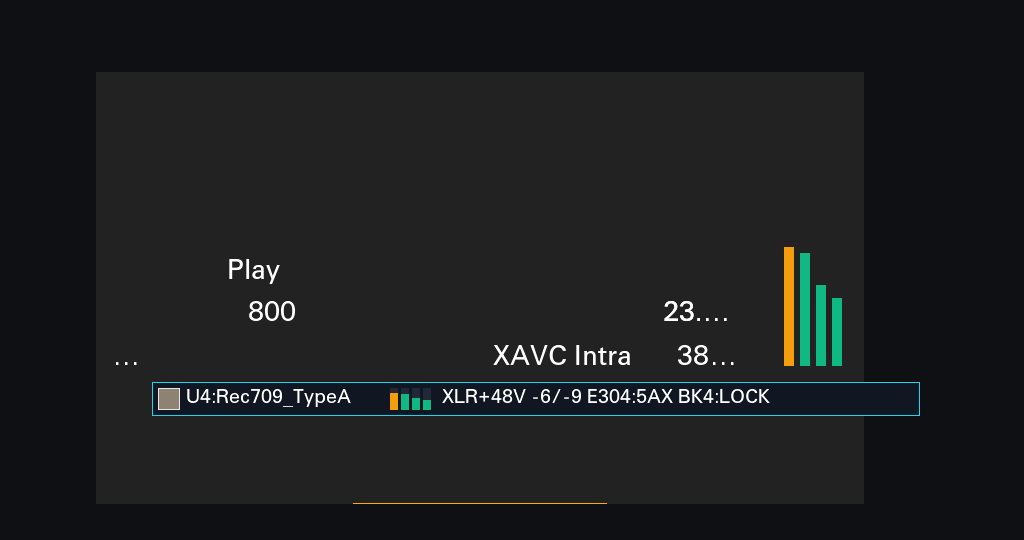 Play
800 23....
... XAVC Intra 38...
U4:Rec709_TypeA XLR+48V -6/-9 E304:5AX BK4:LOCK